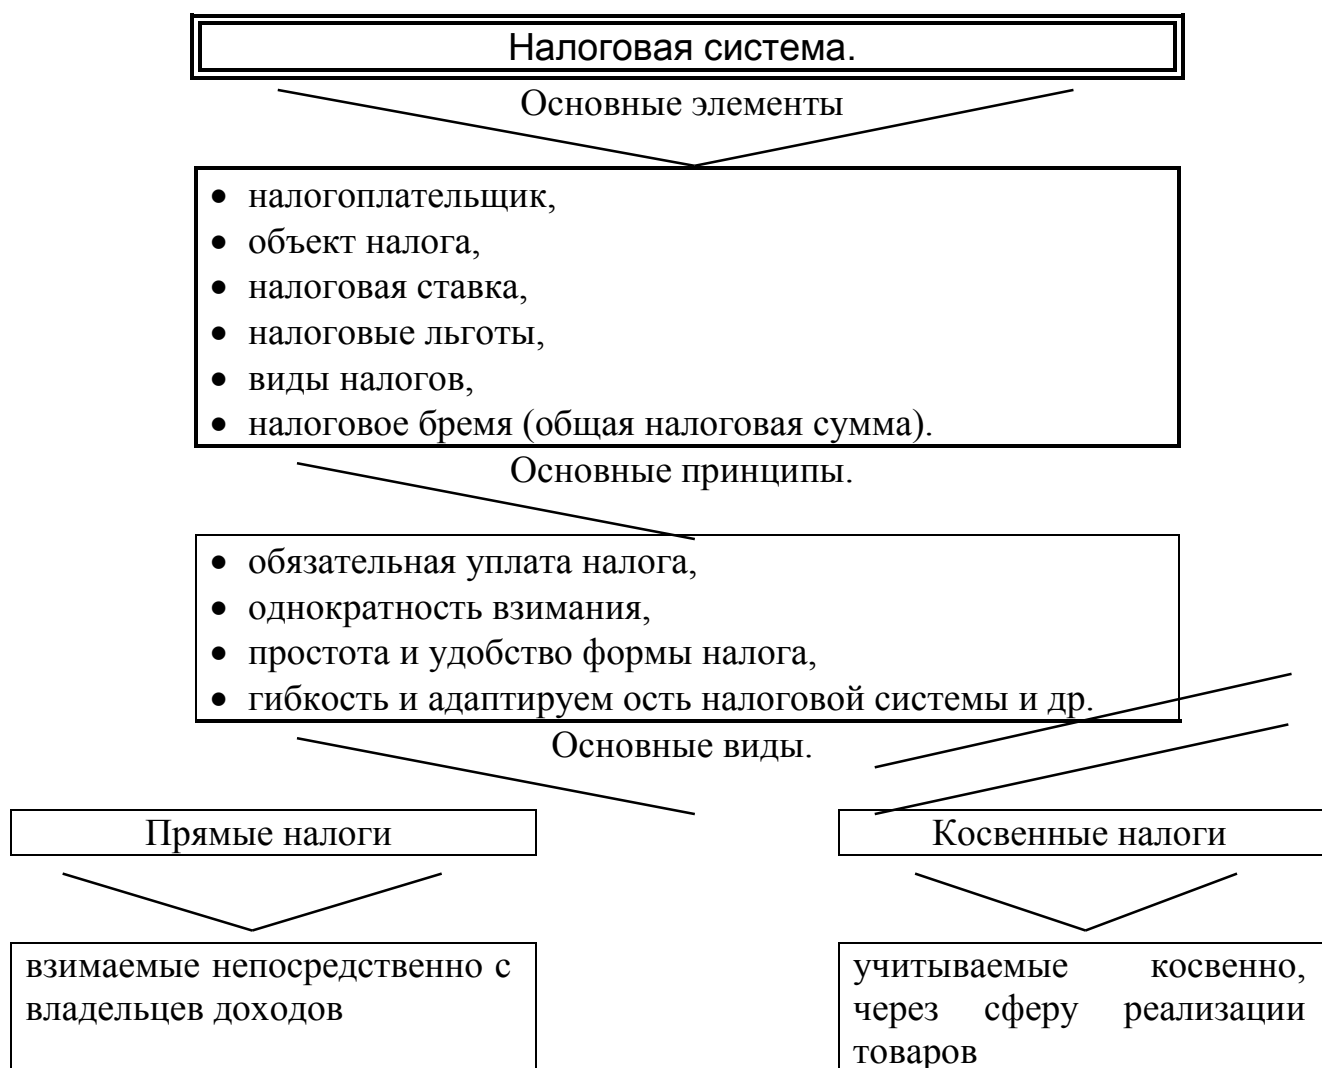 Налоговая система.
Основные элементы
• налогоплательщик,
• объект налога,
• налоговая ставка,
• налоговые льготы,
• виды налогов,
• налоговое бремя (общая налоговая сумма).
Основные принципы.
• обязательная уплата налога,
• однократность взимания,
• простота и удобство формы налога,
• гибкость и адаптируем ость налоговой системы и др.
Основные виды.
Прямые налоги
Косвенные налоги
взимаемые непосредственно с
владельцев доходов
учитываемые косвенно,
через сферу реализации
товаров